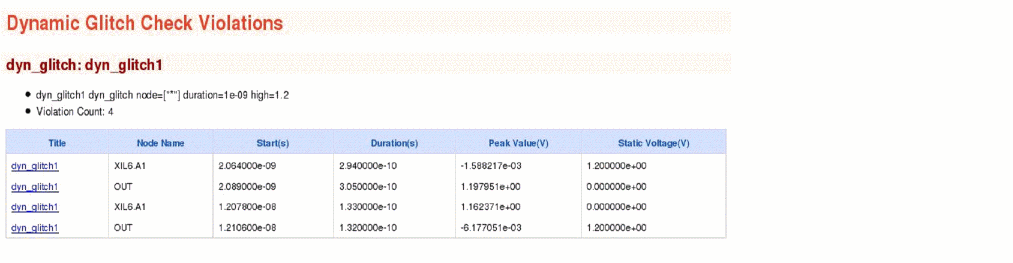 Dynamic Glitch Check Violations
dyn_glitch: dyn_glitch1
• dyn_glitch1 dyn_glitch node=["*"] duration=1e-09 high=1.2
• Violation Count: 4
Title Node Name Start(s) Duration(s) Peak Value(V) Static Voltage(V)
dyn_glitch1 XIL6.A1 2.064000e-09 2.940000e-10 -1.588217e-03 1.200000e+00
dyn_glitch1 OUT 2.089000e-09 3.050000e-10 1.197951e+00 0.000000e+00
dyn_glitch1 XIL6.A1 1.207800e-08 1.330000e-10 1.162371e+00 0.000000e+00
dyn_glitch1 OUT 1.210600e-08 1.320000e-10 -6.177051e-03 1.200000e+00